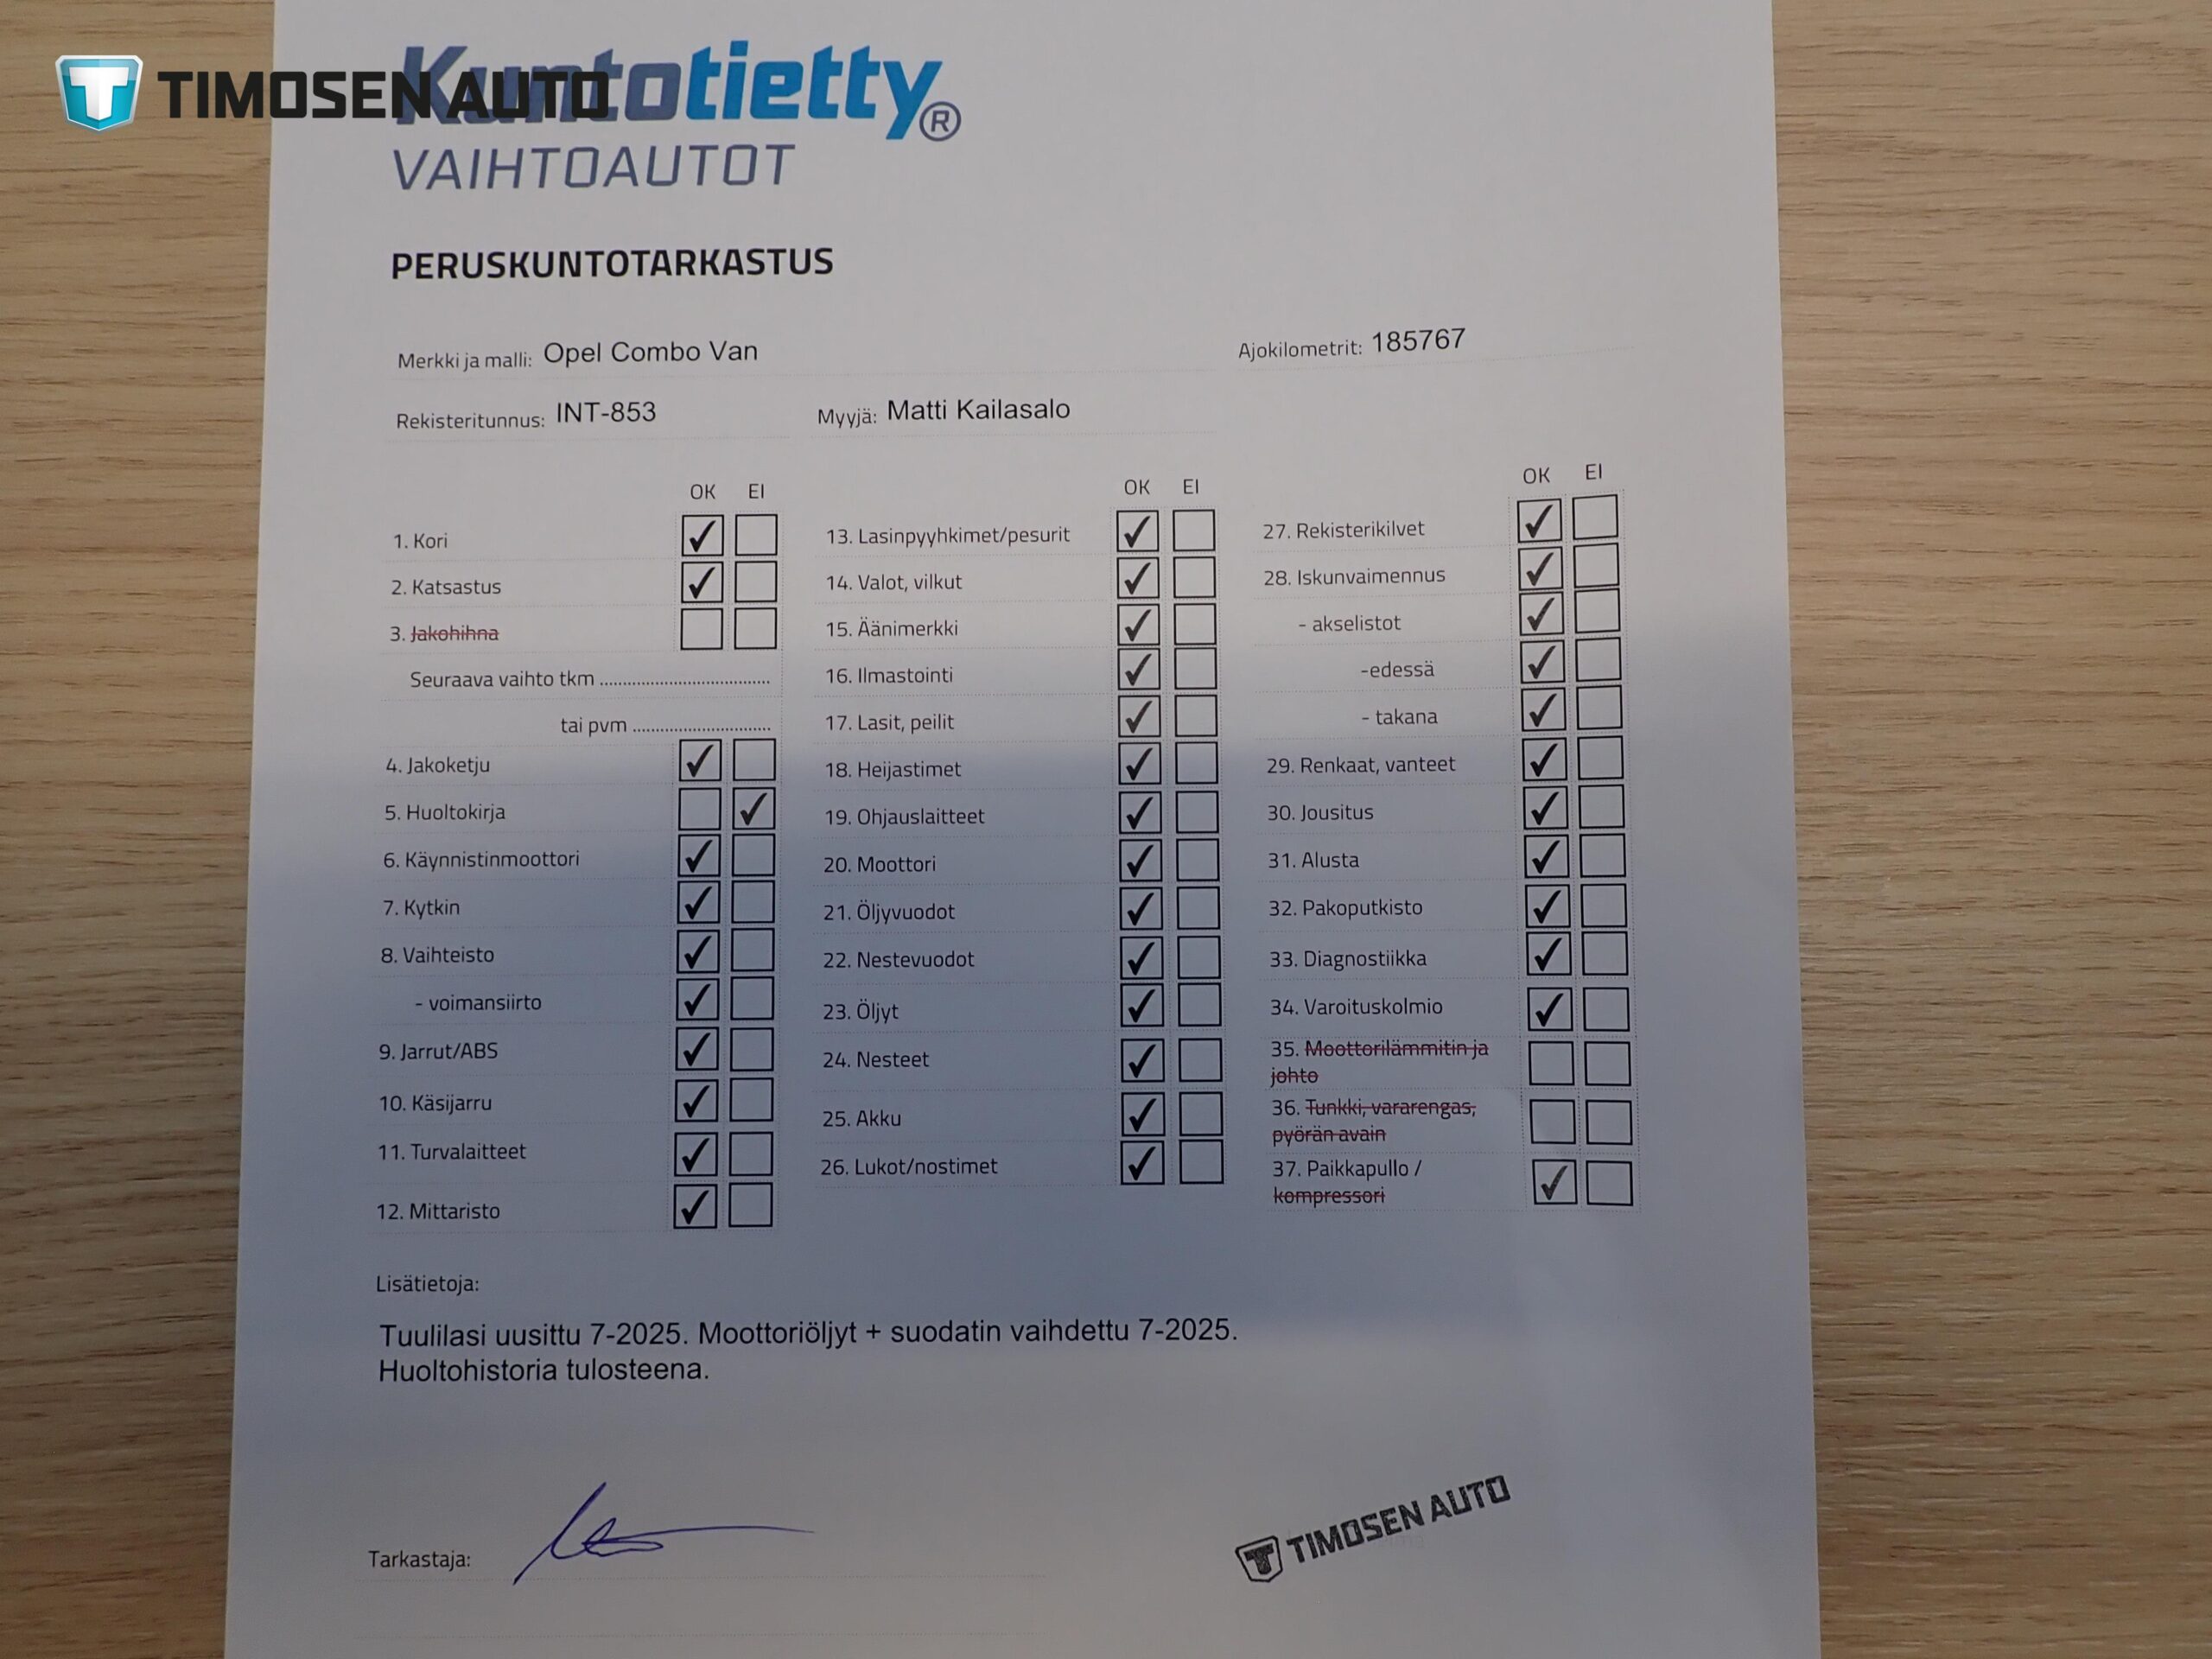 TIMOSEN AUTO
Kuntotietty®
VAIHTOAUTOT
PERUSKUNTOTARKASTUS
Merkki ja malli: Opel Combo Van
Ajokilometrit: 185767
Rekisteritunnus: INT-853
Myyjä: Matti Kailasalo
OK EI
1. Kori
2. Katsastus
3. Jakohihna
Seuraava vaihto tkm
tai pvm
4. Jakoketju
5. Huoltokirja
6. Käynnistinmoottori
7. Kytkin
8. Vaihteisto
- voimansiirto
9. Jarrut/ABS
10. Käsijarru
11. Turvalaitteet
12. Mittaristo
OK EI
13. Lasinpyyhkimet/pesurit
14. Valot, vilkut
15. Äänimerkki
16. Ilmastointi
17. Lasit, peilit
18. Heijastimet
19. Ohjauslaitteet
20. Moottori
21. Öljyvuodot
22. Nestevuodot
23. Öljyt
24. Nesteet
25. Akku
26. Lukot/nostimet
OK EI
27. Rekisterikilvet
28. Iskunvaimennus
- akselistot
-edessä
- takana
29. Renkaat, vanteet
30. Jousitus
31. Alusta
32. Pakoputkisto
33. Diagnostiikka
34. Varoituskolmio
35. Moottorilämmitin ja
johto
36. Tunkki, vararengas,
pyörän avain
37. Paikkapullo /
kompressori
Lisätietoja:
Tuulilasi uusittu 7-2025. Moottoriöljyt + suodatin vaihdettu 7-2025.
Huoltohistoria tulosteena.
Tarkastaja:
TIMOSEN AUTO